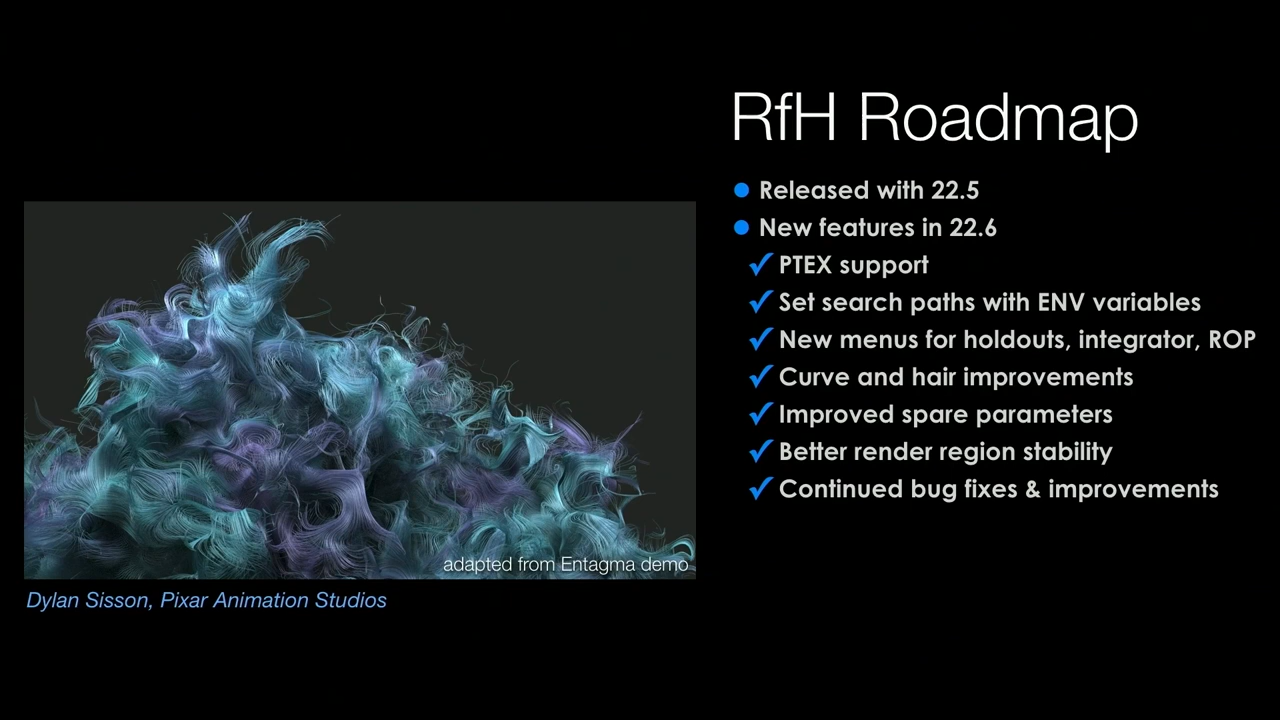 RfH Roadmap
Released with 22.5
New features in 22.6
PTEX support
Set search paths with ENV variables
New menus for holdouts, integrator, ROP
Curve and hair improvements
Improved spare parameters
Better render region stability
Continued bug fixes & improvements
adapted from Entagma demo
Dylan Sisson, Pixar Animation Studios